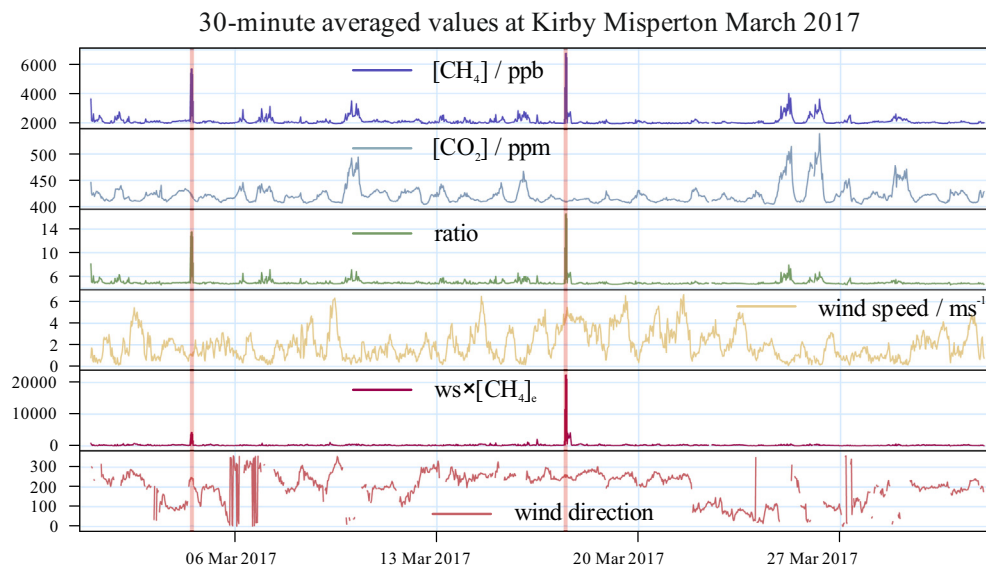 30-minute averaged values at Kirby Misperton March 2017
6000
4000
2000
[CH₄] / ppb
500
450
400
[CO₂] / ppm
14
10
6
ratio
6
4
2
0
wind speed / ms⁻¹
20000
10000
0
ws×[CH₄]ₑ
300
200
100
0
wind direction
06 Mar 2017 13 Mar 2017 20 Mar 2017 27 Mar 2017